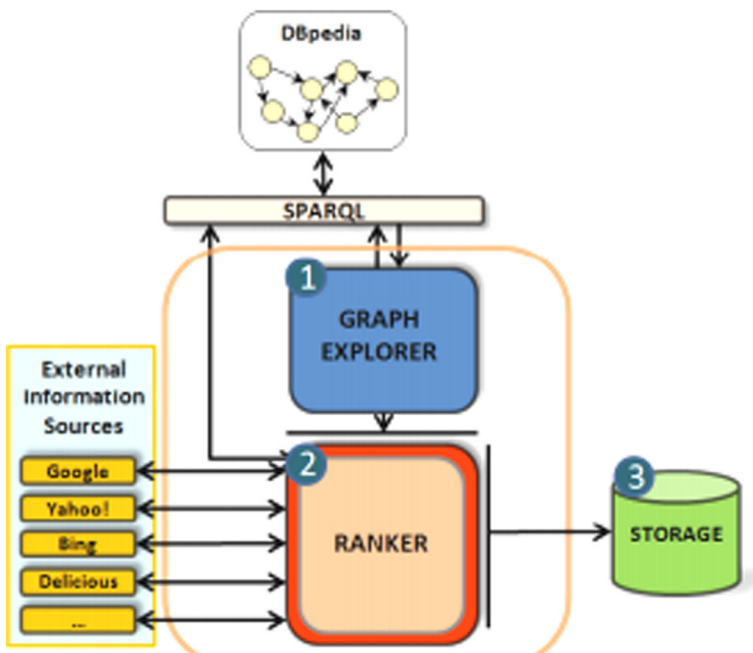 DBpedia
SPARQL
1
GRAPH
EXPLORER
External
Information
Sources
Google
Yahoo!
Bing
Delicious
...
2
RANKER
3
STORAGE